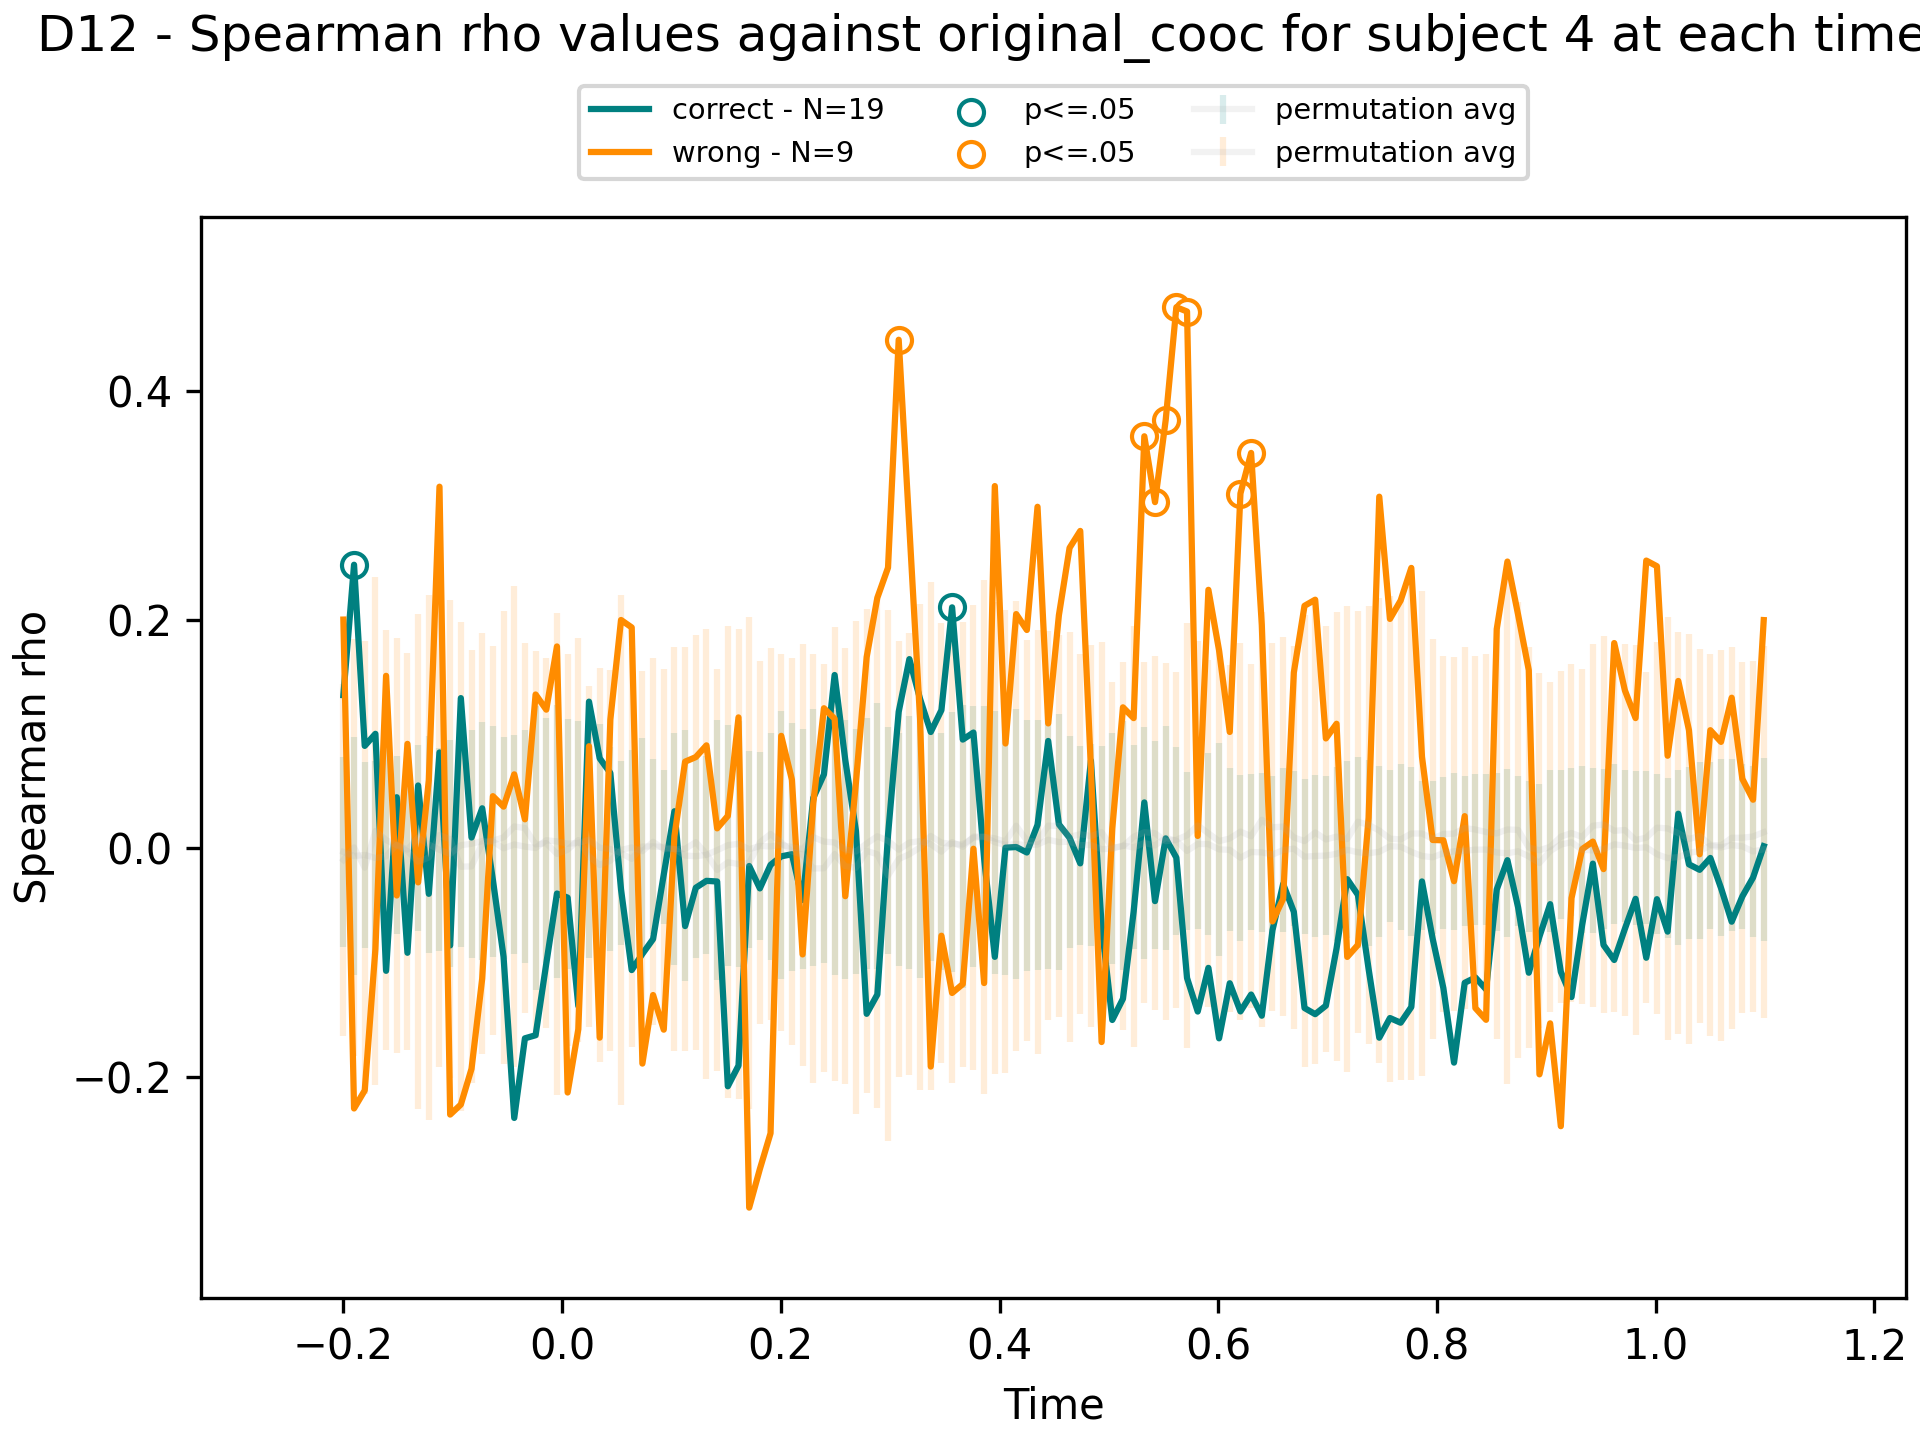 D12 - Spearman rho values against original_cooc for subject 4 at each time
correct - N=19 p<=.05 permutation avg
wrong - N=9 p<=.05 permutation avg
Spearman rho
0.4
0.2
0.0
−0.2
−0.2 0.0 0.2 0.4 0.6 0.8 1.0 1.2
Time